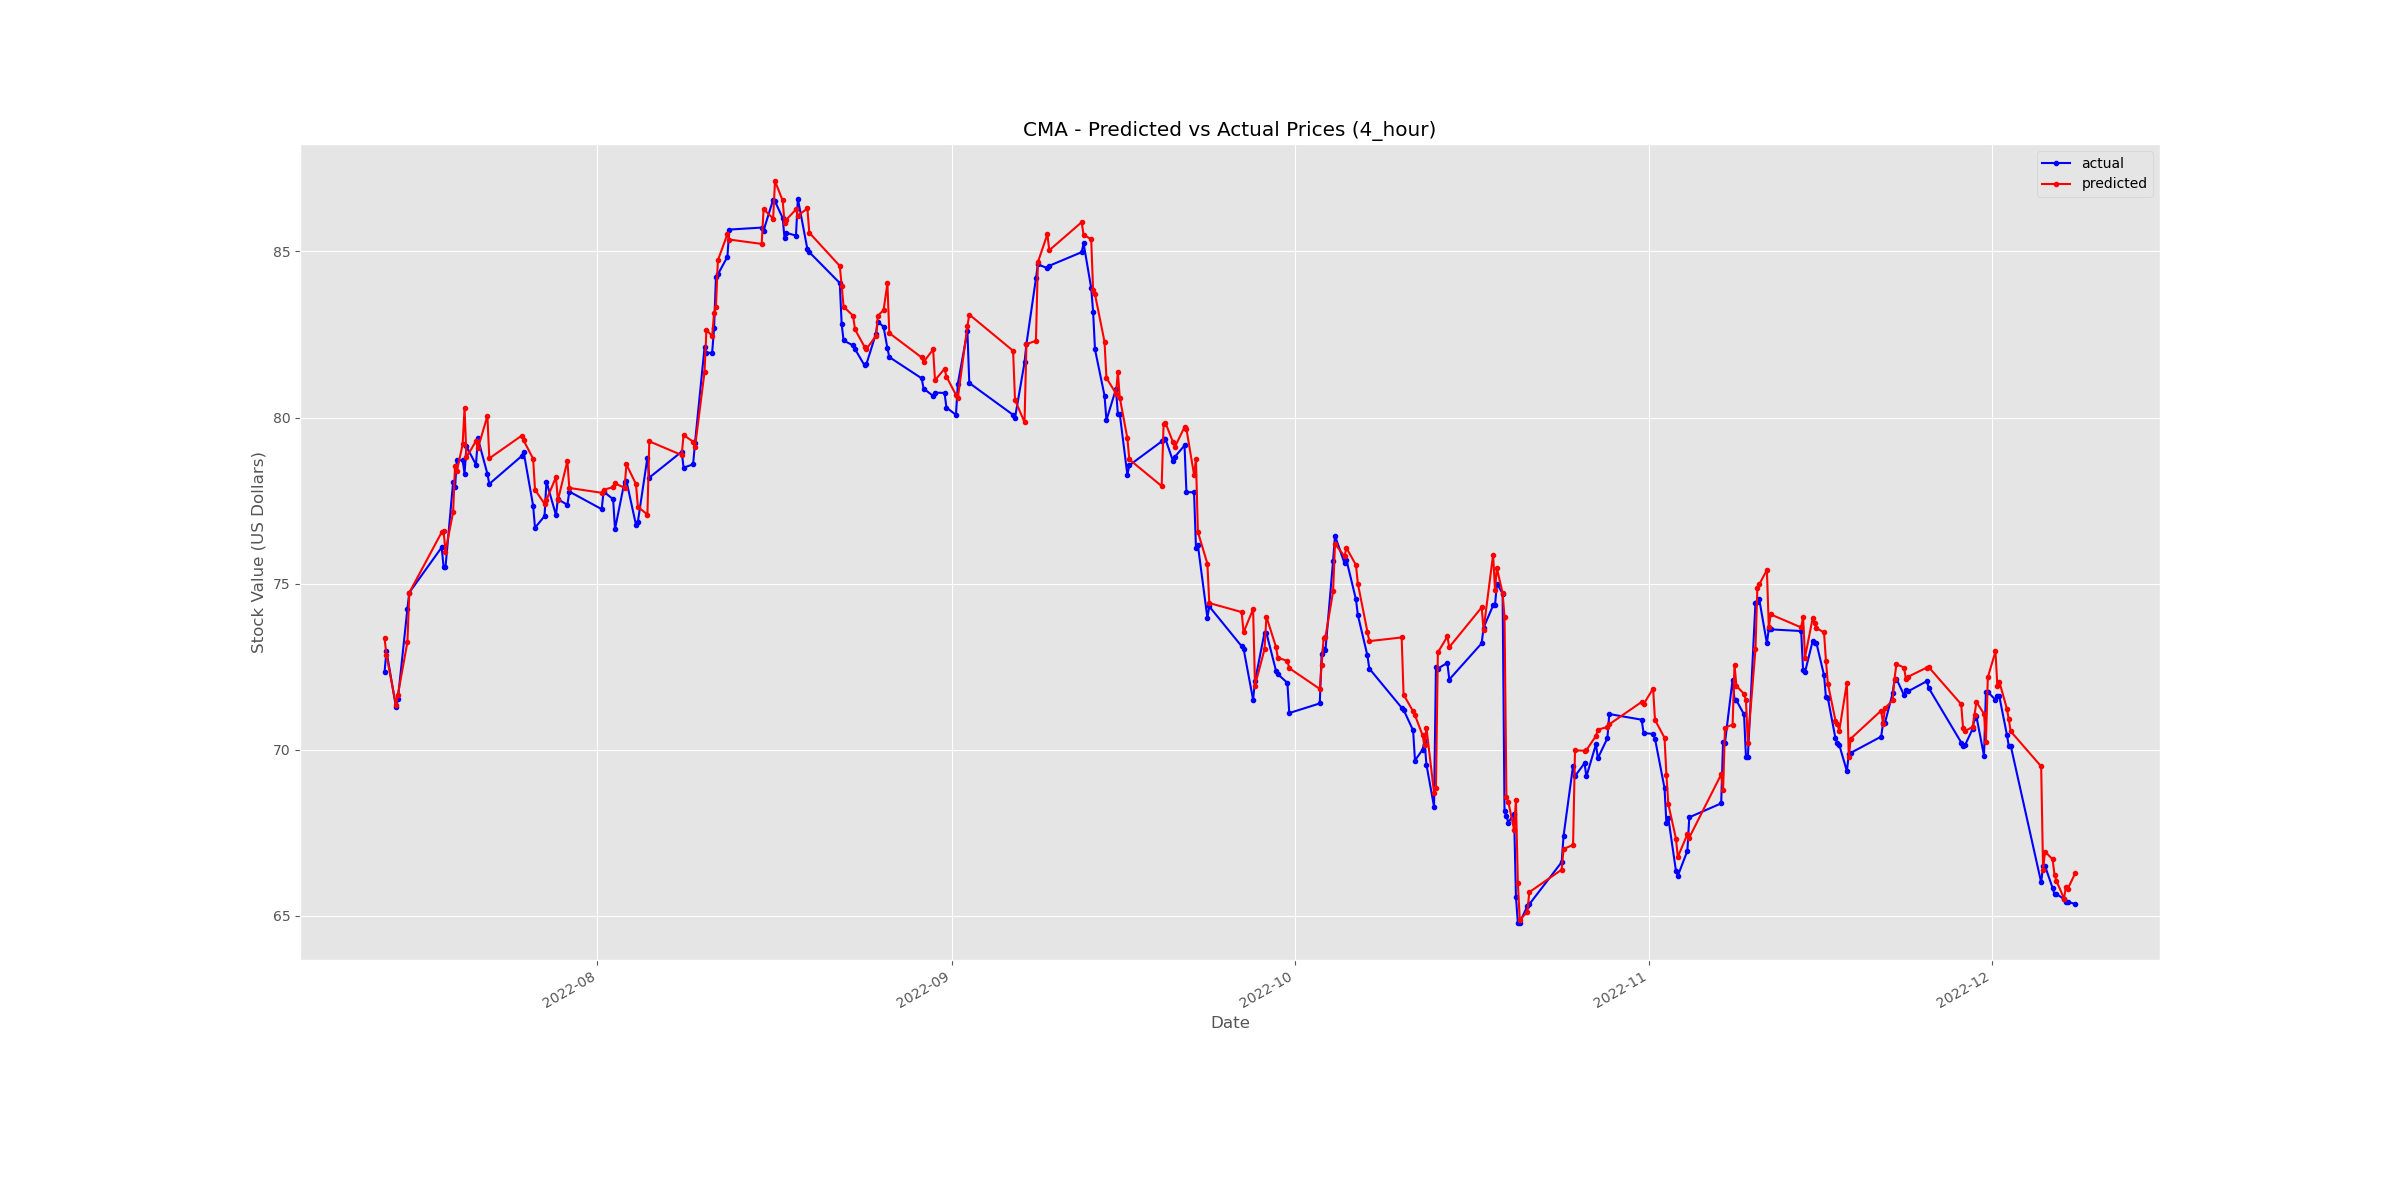 CMA - Predicted vs Actual Prices (4_hour)
actual
predicted
85
80
75
70
65
Stock Value (US Dollars)
2022-08
2022-09
2022-10
2022-11
2022-12
Date